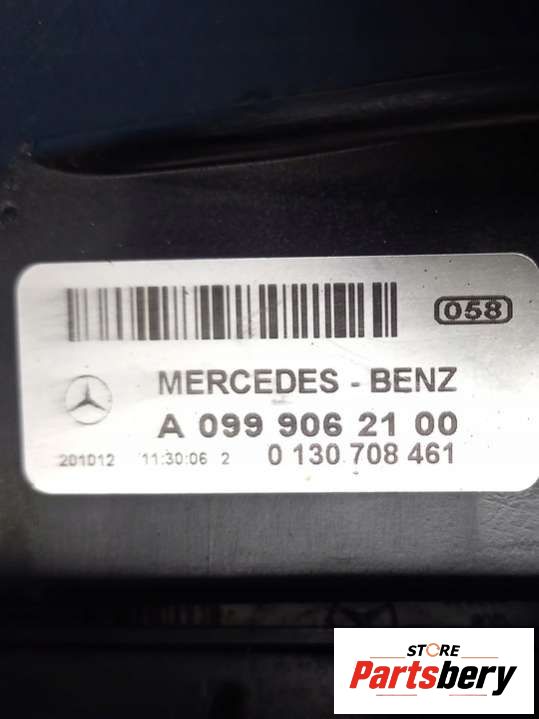 058
MERCEDES - BENZ
A 099 906 21 00
201012 11:30:06 2 0 130 708 461
STORE
Partsbery